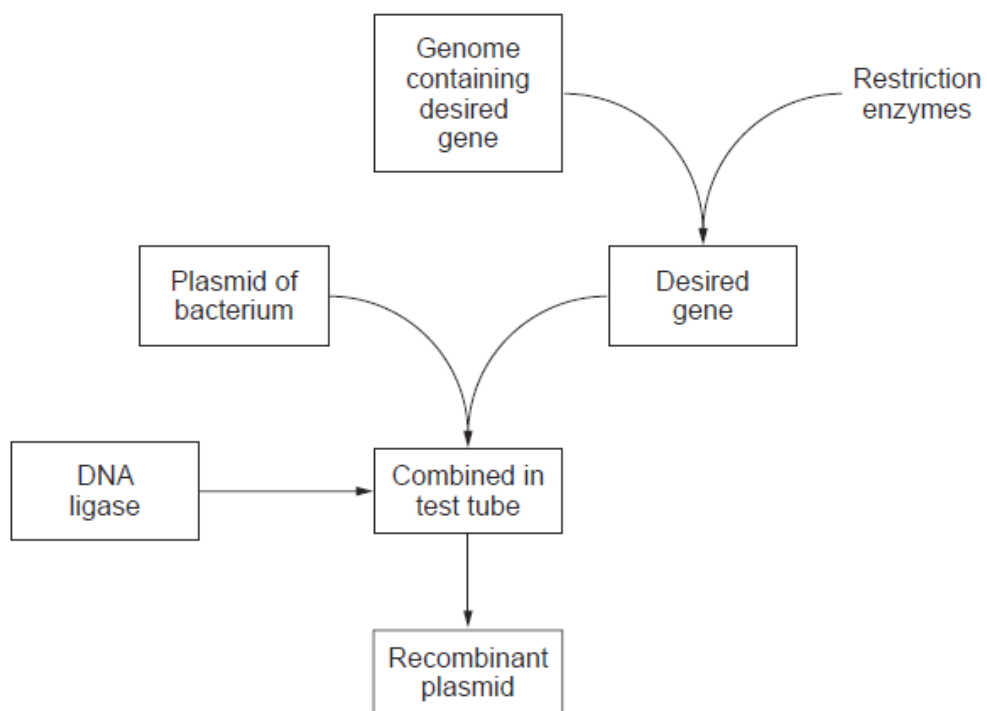 Genome
containing
desired
gene
Restriction
enzymes
Plasmid of
bacterium
Desired
gene
DNA
ligase
Combined in
test tube
Recombinant
plasmid